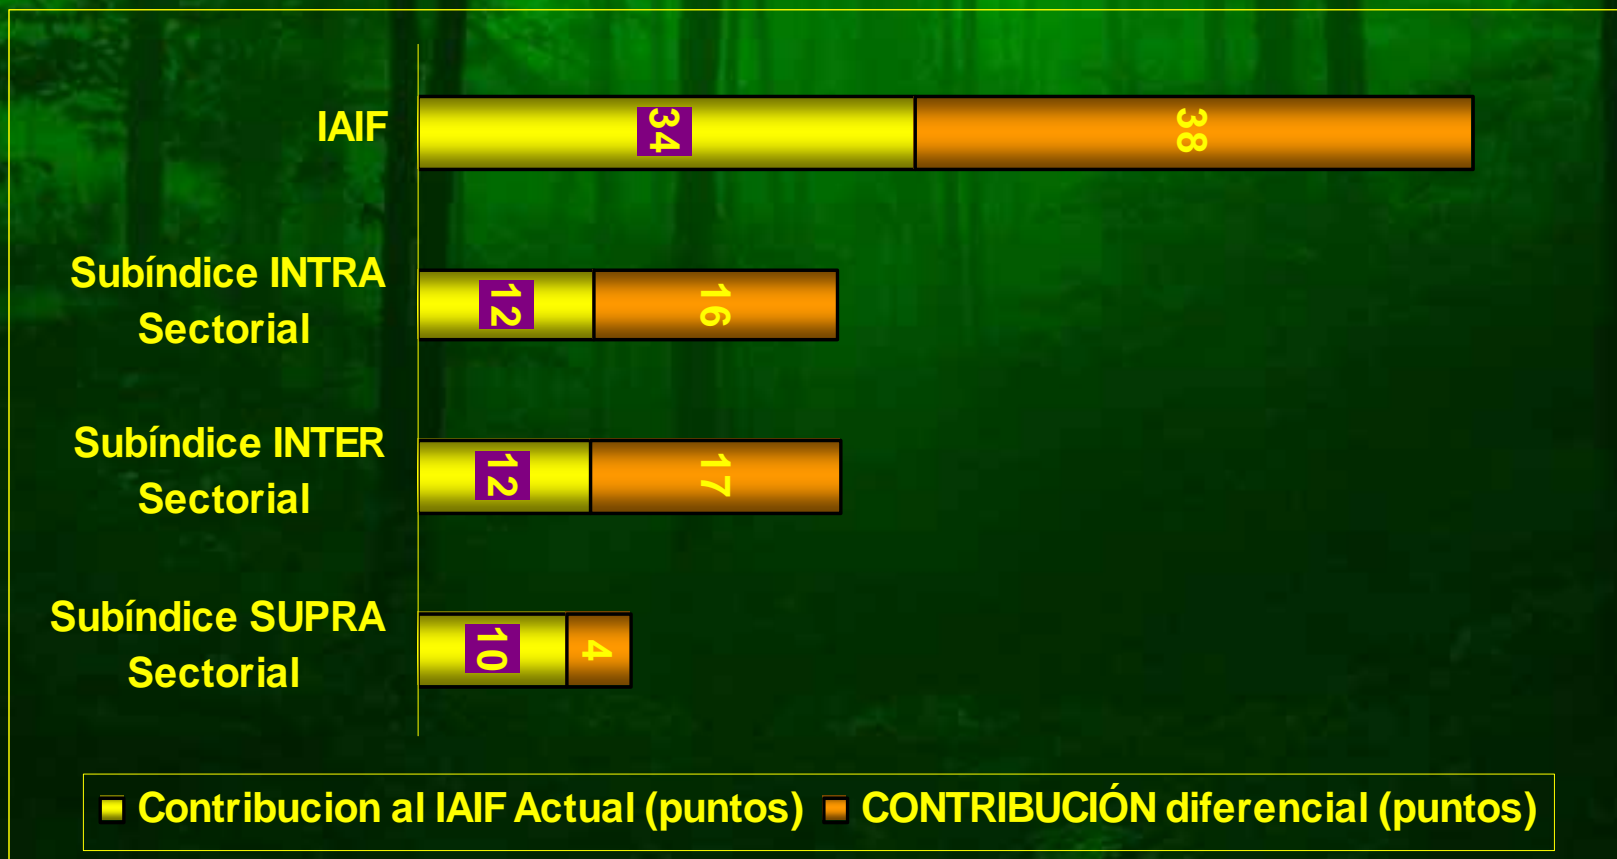 IAIF
34
38
Subíndice INTRA
Sectorial
12
16
Subíndice INTER
Sectorial
12
17
Subíndice SUPRA
Sectorial
10
4
Contribucion al IAIF Actual (puntos)
CONTRIBUCIÓN diferencial (puntos)